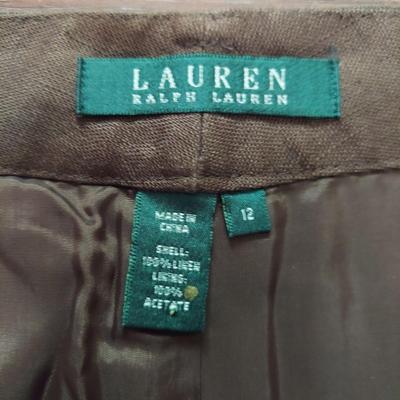 LAUREN
RALPH LAUREN
MADE IN
CHINA
SHELL:
100% LINEN
LINING:
100%
ACETATE
12